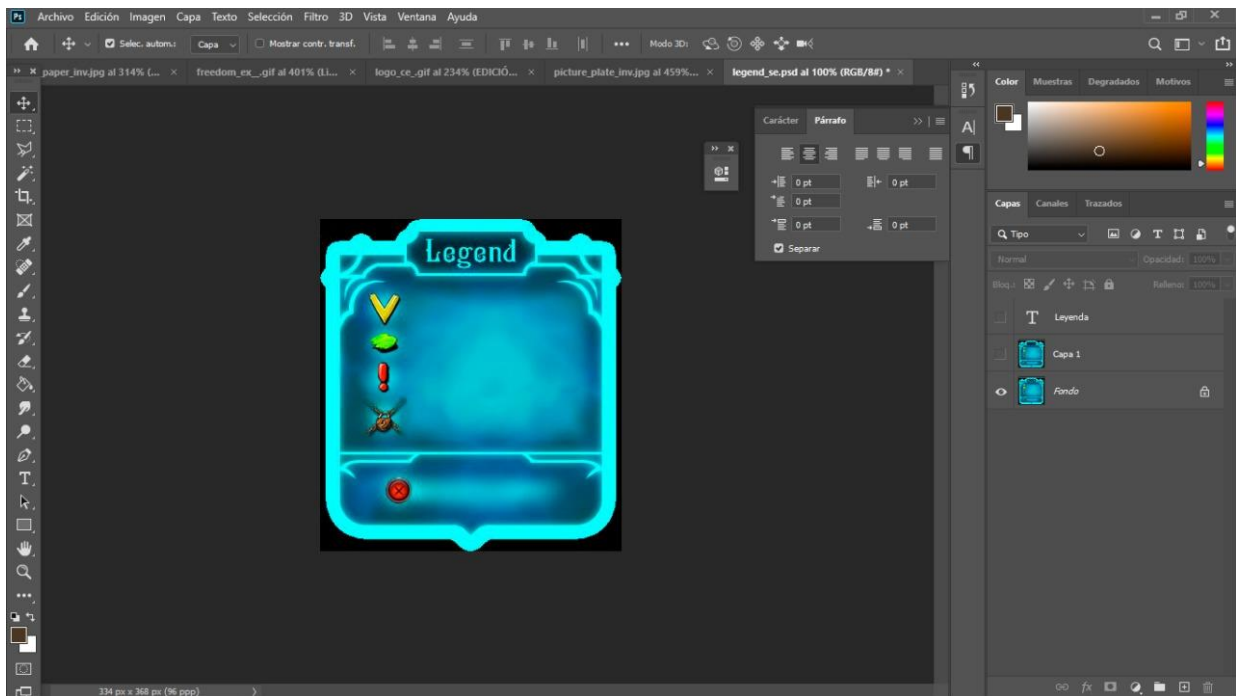 Ps Archivo Edición Imagen Capa Texto Selección Filtro 3D Vista Ventana Ayuda
Selec. autom.: Capa Mostrar contr. transf. Modo 3D:
paper_inv.jpg al 314% (... × freedom_ex__.gif al 401% (Li... × logo_ce_.gif al 234% (EDICIÓ... × picture_plate_inv.jpg al 459%... × legend_se.psd al 100% (RGB/8#) * ×
Color Muestras Degradados Motivos
Carácter Párrafo
0 pt 0 pt
0 pt
0 pt 0 pt
Separar
Legend
Capas Canales Trazados
Tipo
Normal Opacidad: 100%
Bloq.: Relleno: 100%
T Leyenda
Capa 1
Fondo
fx
334 px x 368 px (96 ppp)